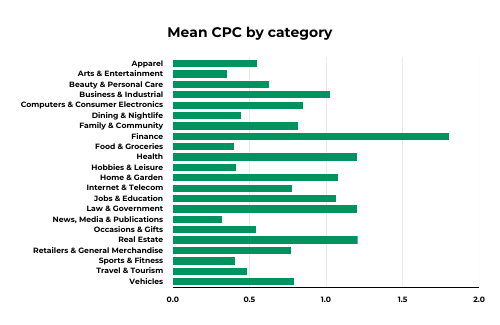 Mean CPC by category
Apparel
Arts & Entertainment
Beauty & Personal Care
Business & Industrial
Computers & Consumer Electronics
Dining & Nightlife
Family & Community
Finance
Food & Groceries
Health
Hobbies & Leisure
Home & Garden
Internet & Telecom
Jobs & Education
Law & Government
News, Media & Publications
Occasions & Gifts
Real Estate
Retailers & General Merchandise
Sports & Fitness
Travel & Tourism
Vehicles
0.0 0.5 1.0 1.5 2.0